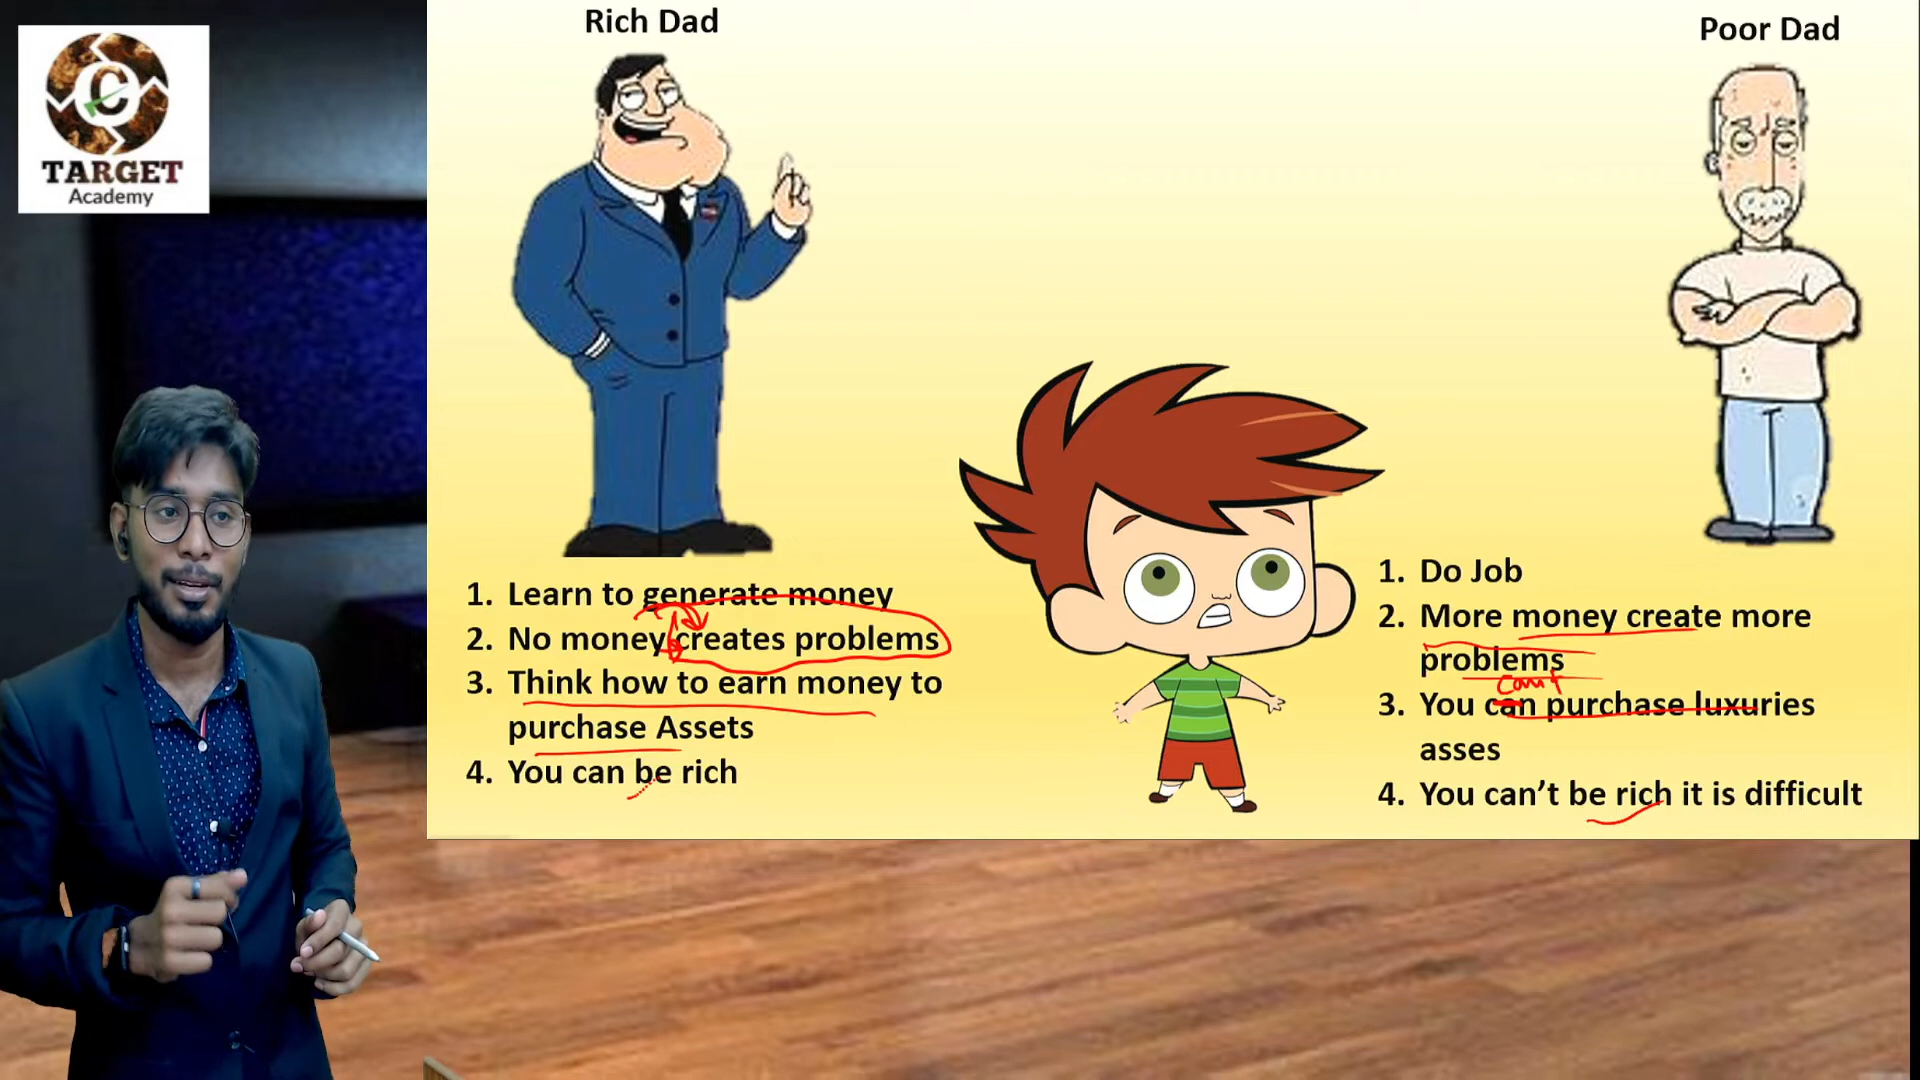 C
TARGET
Academy
Rich Dad
Poor Dad
1. Learn to generate money
2. No money creates problems
3. Think how to earn money to
purchase Assets
4. You can be rich
1. Do Job
2. More money create more
problems
can't
3. You can purchase luxuries
asses
4. You can’t be rich it is difficult